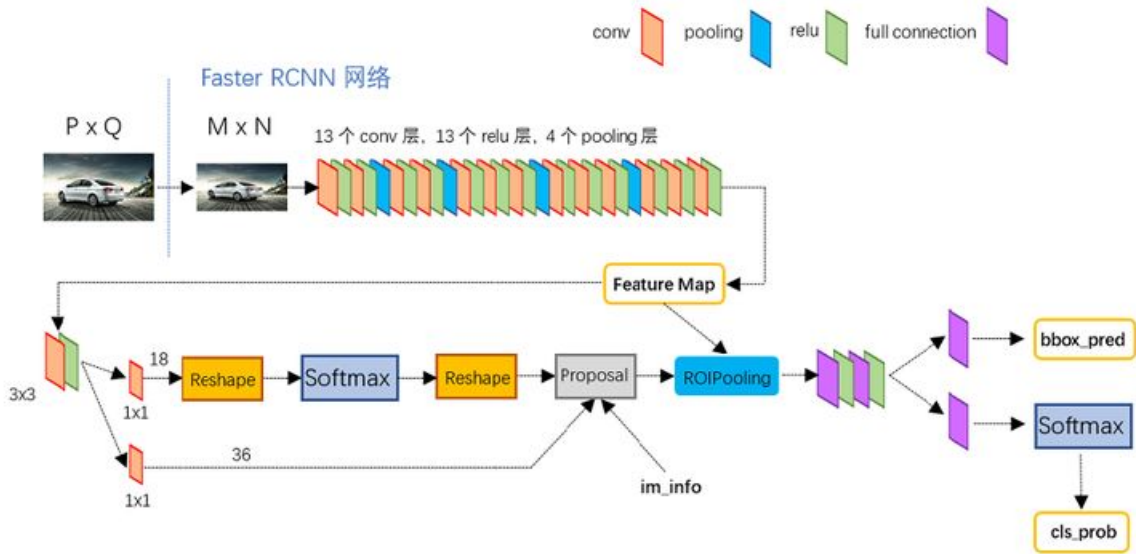 conv pooling relu full connection
Faster RCNN 网络
P x Q
M x N
13 个 conv 层, 13 个 relu 层, 4 个 pooling 层
Feature Map
3x3
18
1x1
Reshape
Softmax
Reshape
Proposal
ROIPooling
bbox_pred
Softmax
36
1x1
im_info
cls_prob